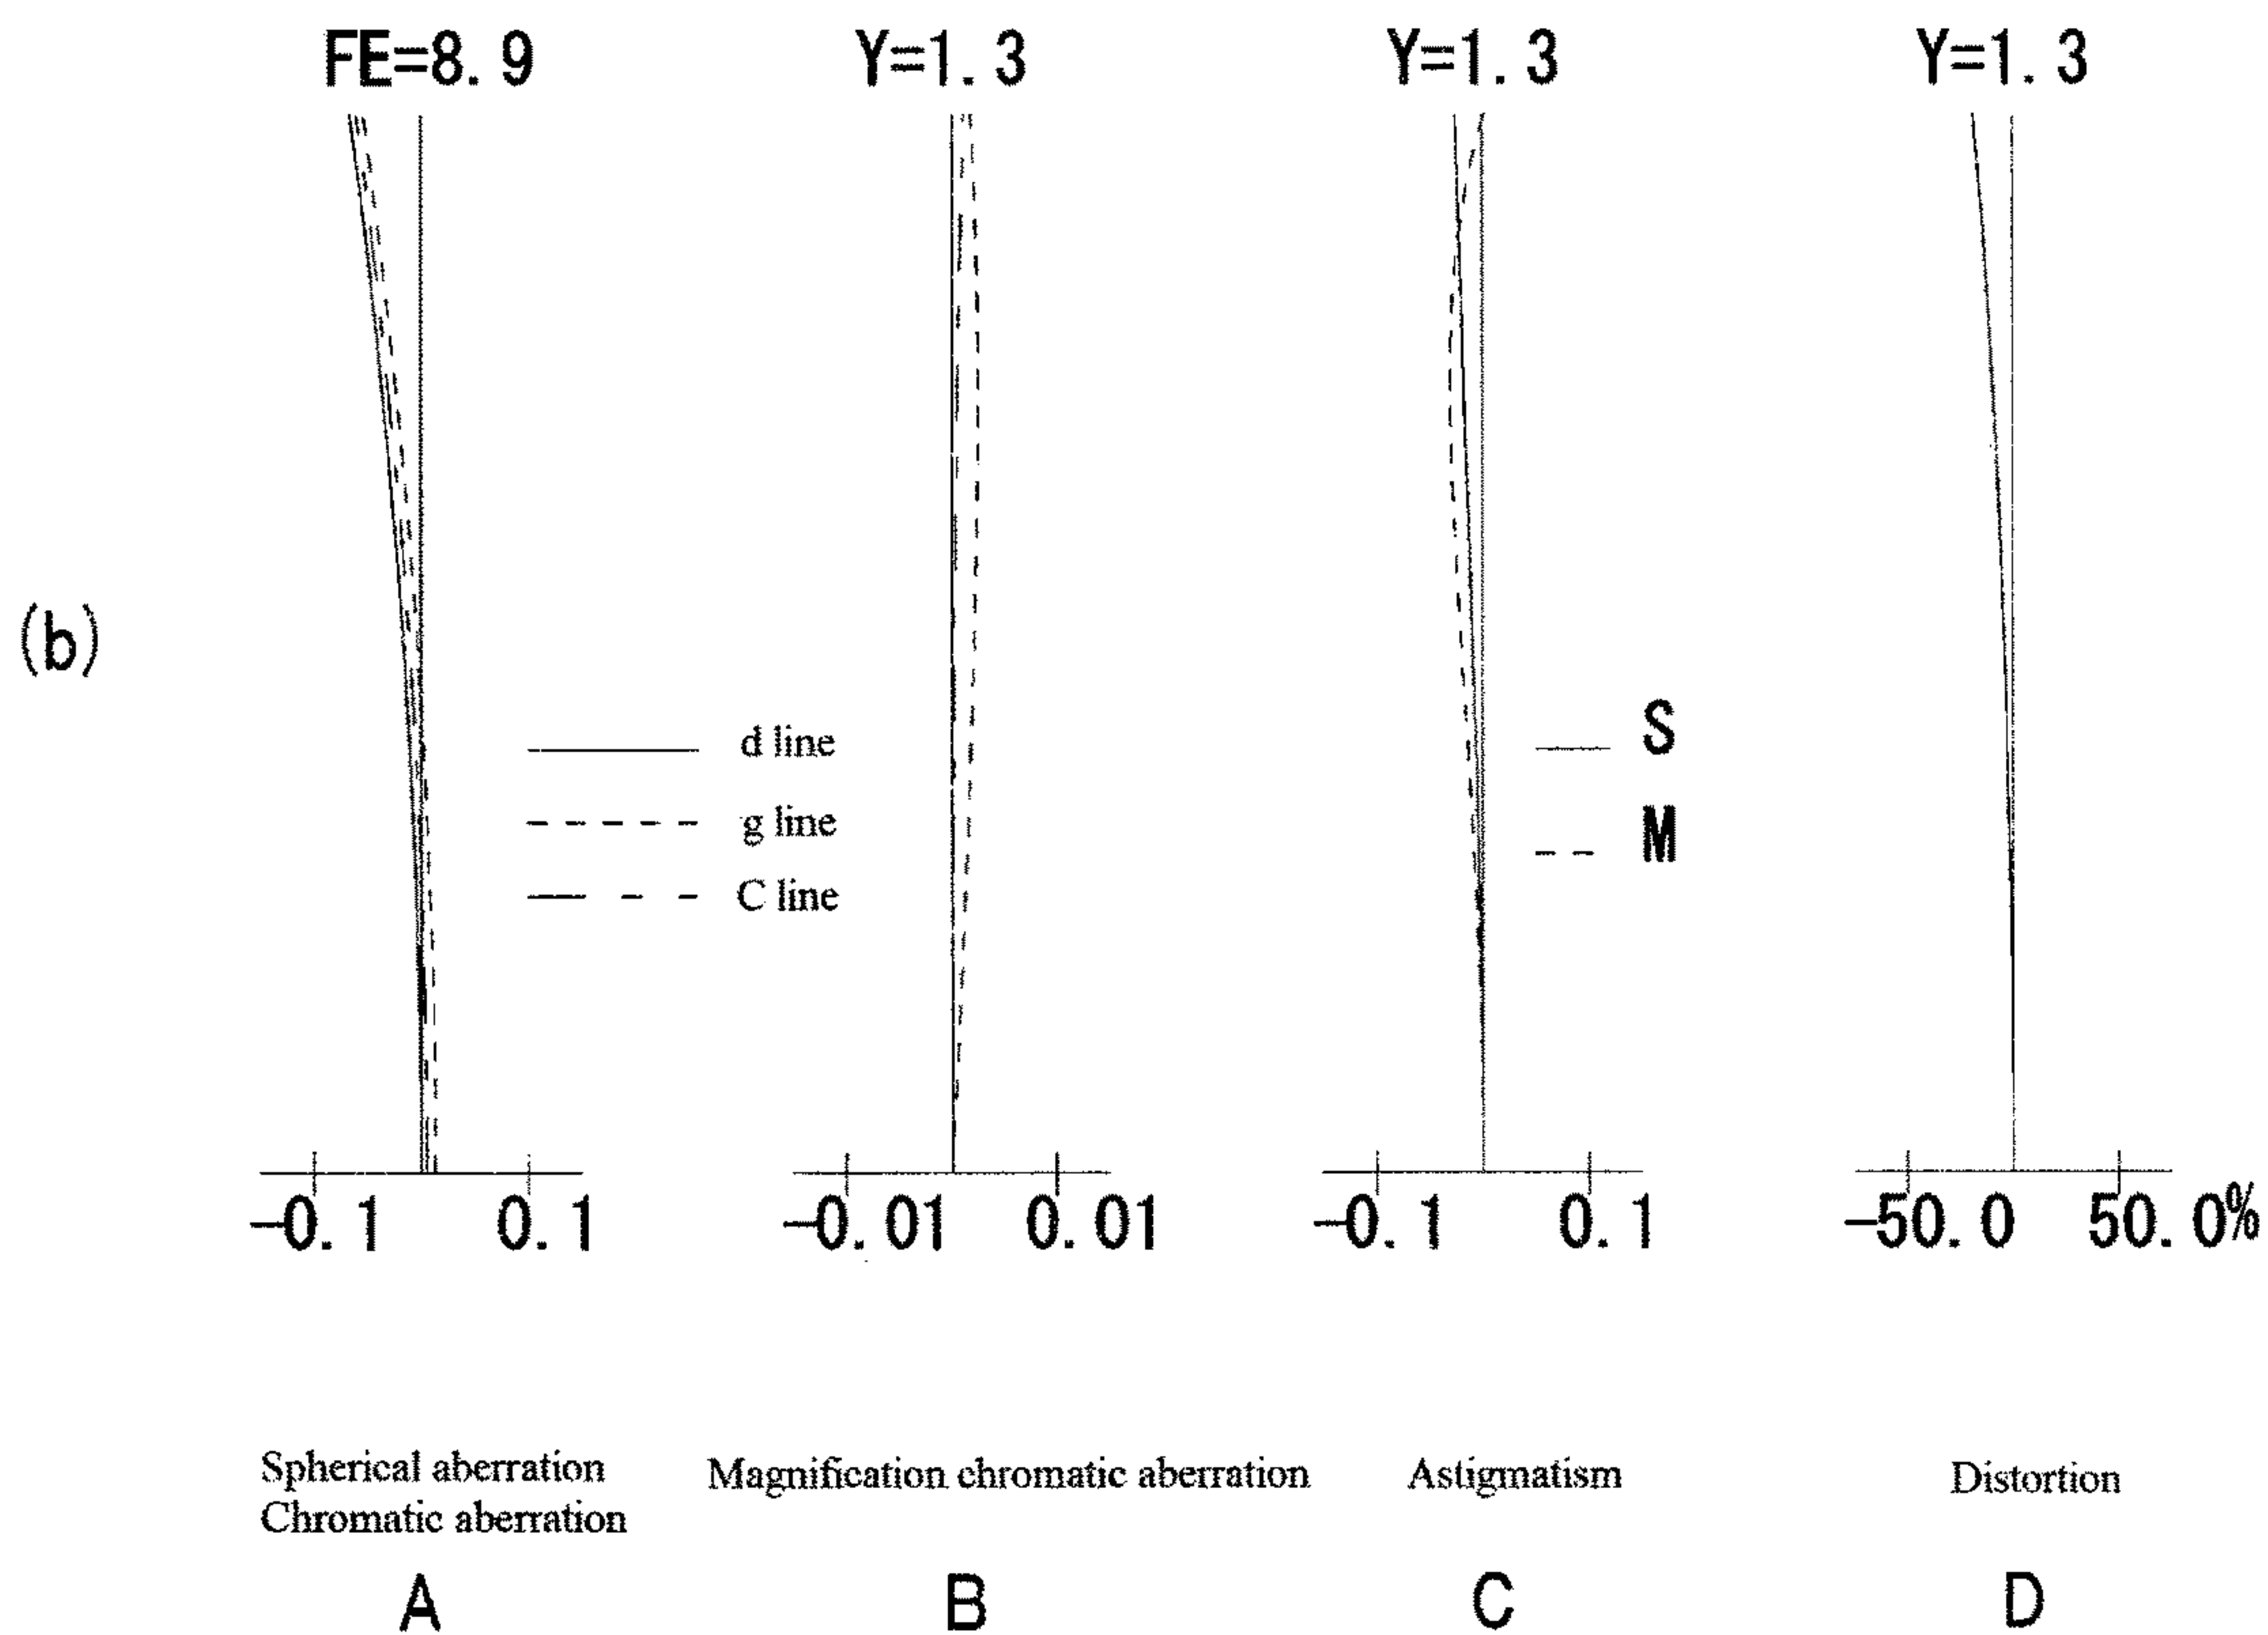 FE=8.9
Y=1.3
Y=1.3
Y=1.3
(b)
d line
g line
C line
S
M
-0.1 0.1
-0.01 0.01
-0.1 0.1
-50.0 50.0%
Spherical aberration
Chromatic aberration
Magnification chromatic aberration
Astigmatism
Distortion
A
B
C
D